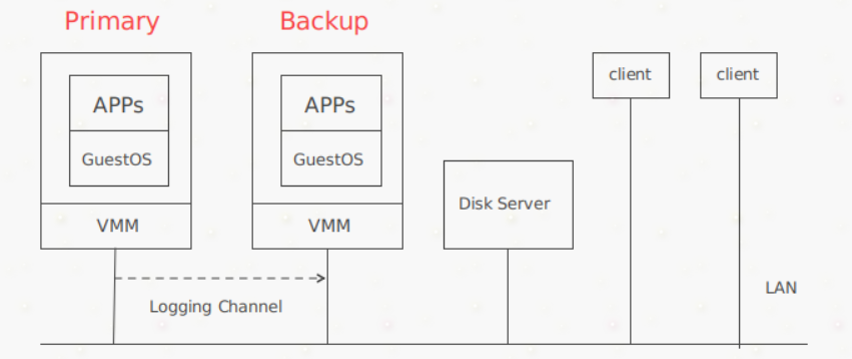 Primary
Backup
APPs
GuestOS
VMM
APPs
GuestOS
VMM
Logging Channel
Disk Server
client
client
LAN